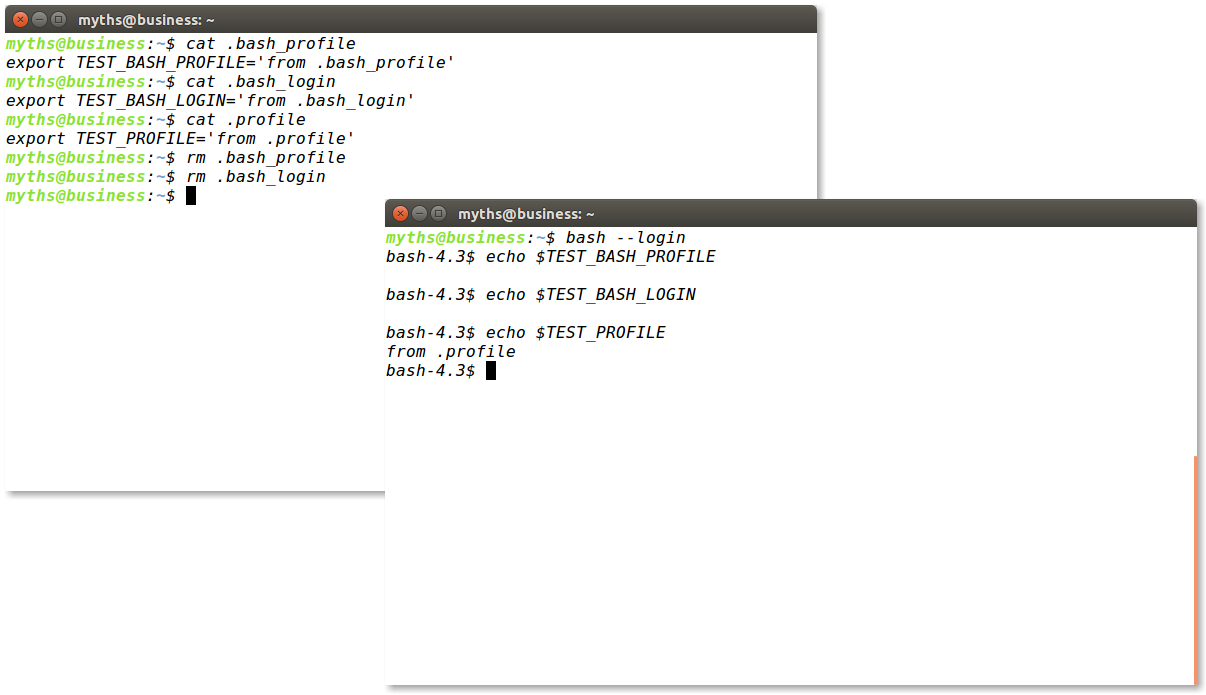 myths@business: ~
myths@business:~$ cat .bash_profile
export TEST_BASH_PROFILE='from .bash_profile'
myths@business:~$ cat .bash_login
export TEST_BASH_LOGIN='from .bash_login'
myths@business:~$ cat .profile
export TEST_PROFILE='from .profile'
myths@business:~$ rm .bash_profile
myths@business:~$ rm .bash_login
myths@business:~$
myths@business: ~
myths@business:~$ bash --login
bash-4.3$ echo $TEST_BASH_PROFILE
bash-4.3$ echo $TEST_BASH_LOGIN
bash-4.3$ echo $TEST_PROFILE
from .profile
bash-4.3$